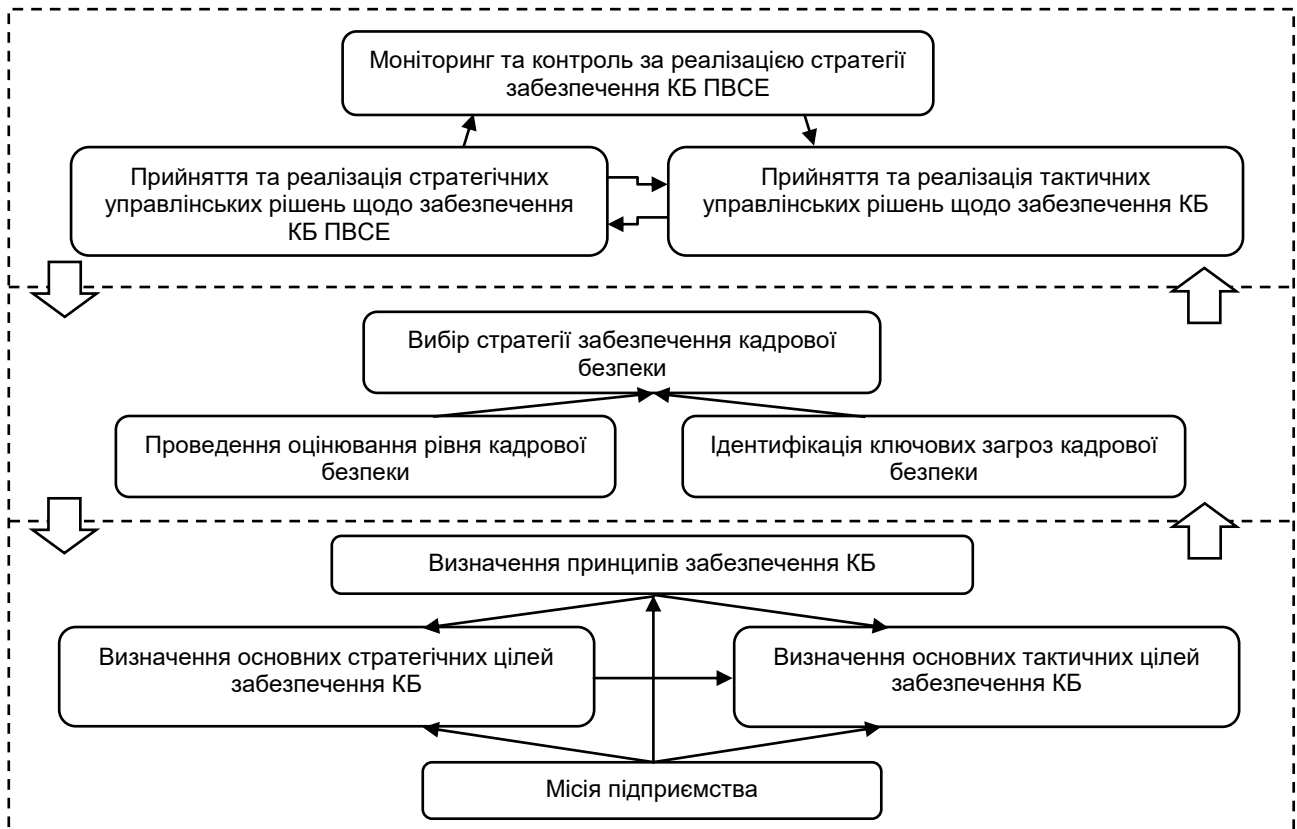 Моніторинг та контроль за реалізацією стратегії
забезпечення КБ ПВСЕ
Прийняття та реалізація стратегічних
управлінських рішень щодо забезпечення
КБ ПВСЕ
Прийняття та реалізація тактичних
управлінських рішень щодо забезпечення КБ
Вибір стратегії забезпечення кадрової
безпеки
Проведення оцінювання рівня кадрової
безпеки
Ідентифікація ключових загроз кадрової
безпеки
Визначення принципів забезпечення КБ
Визначення основних стратегічних цілей
забезпечення КБ
Визначення основних тактичних цілей
забезпечення КБ
Місія підприємства